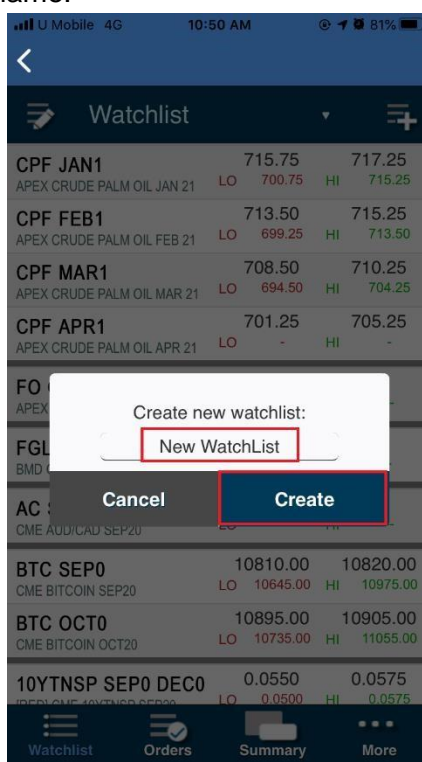 U Mobile 4G 10:50 AM 81%
Watchlist
CPF JAN1 715.75 717.25
APEX CRUDE PALM OIL JAN 21 LO 700.75 HI 715.25
CPF FEB1 713.50 715.25
APEX CRUDE PALM OIL FEB 21 LO 699.25 HI 713.50
CPF MAR1 708.50 710.25
APEX CRUDE PALM OIL MAR 21 LO 694.50 HI 704.25
CPF APR1 701.25 705.25
APEX CRUDE PALM OIL APR 21 LO - HI -
FO
APEX -
Create new watchlist:
New WatchList
FGL
BMD
Cancel Create
AC
CME AUD/CAD SEP20
BTC SEP0 10810.00 10820.00
CME BITCOIN SEP20 LO 10645.00 HI 10975.00
BTC OCT0 10895.00 10905.00
CME BITCOIN OCT20 LO 10735.00 HI 11055.00
10YTNSP SEP0 DEC0 0.0550 0.0575
LO 0.0500 HI 0.0575
Watchlist Orders Summary More